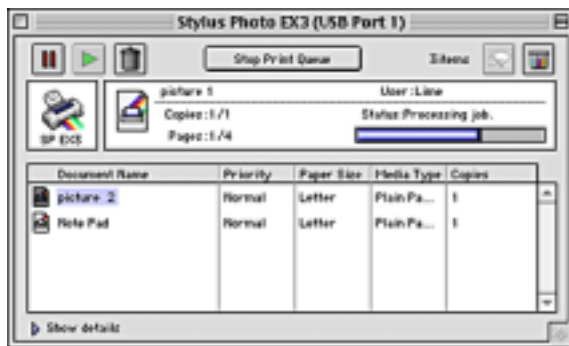 Stylus Photo EX3 (USB Port 1)
Stop Print Queue
3 items
SP EX3
picture 1
User : Lime
Copies : 1 /1
Status : Processing job.
Pages : 1 /4
Document Name Priority Paper Size Media Type Copies
picture 2 Normal Letter Plain Pa... 1
Note Pad Normal Letter Plain Pa... 1
Show details